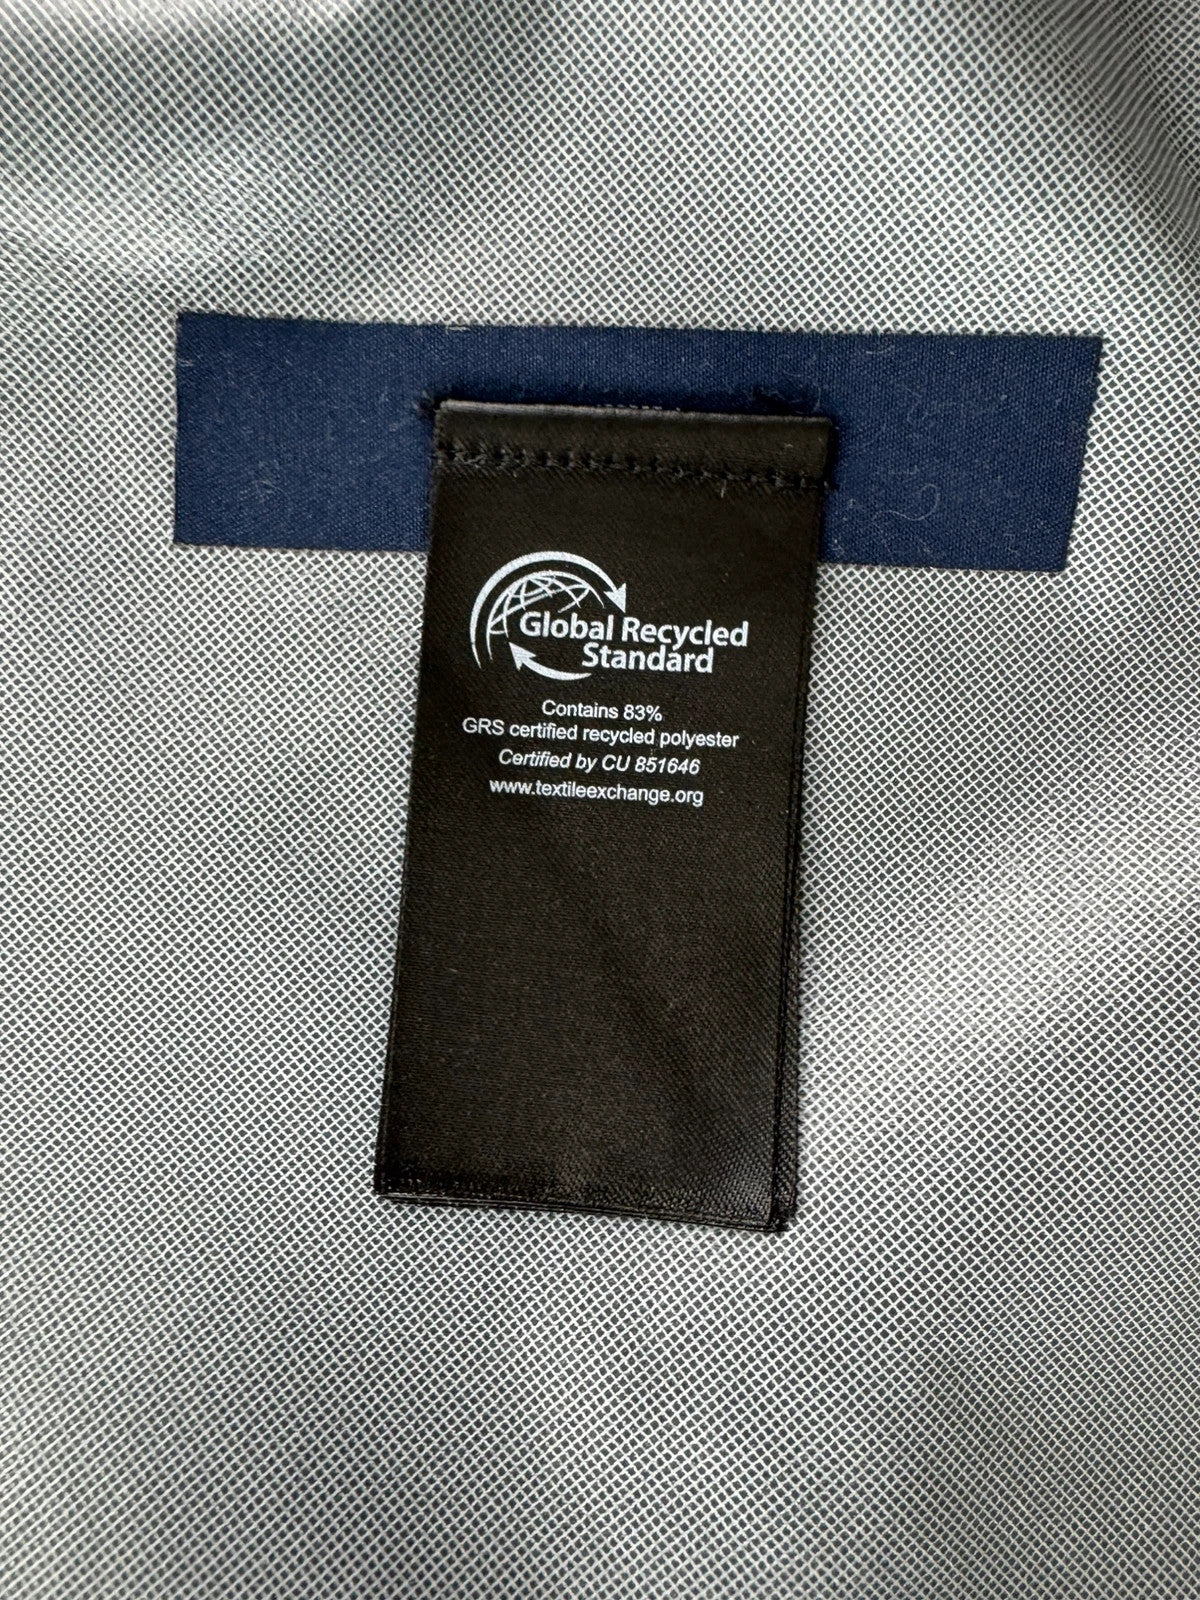 Global Recycled
Standard
Contains 83%
GRS certified recycled polyester
Certified by CU 851646
www.textileexchange.org